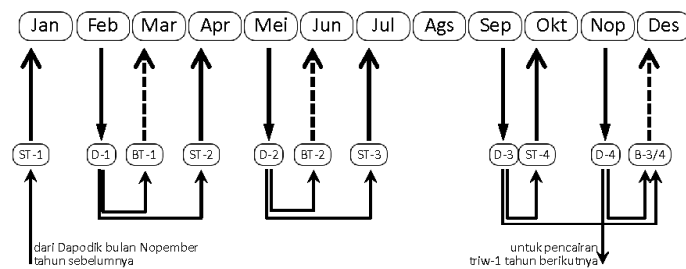 Jan Feb Mar Apr Mei Jun Jul Ags Sep Okt Nop Des
ST-1 D-1 BT-1 ST-2 D-2 BT-2 ST-3 D-3 ST-4 D-4 B-3/4
dari Dapodik bulan Nopember
tahun sebelumnya
untuk pencairan
triw-1 tahun berikutnya